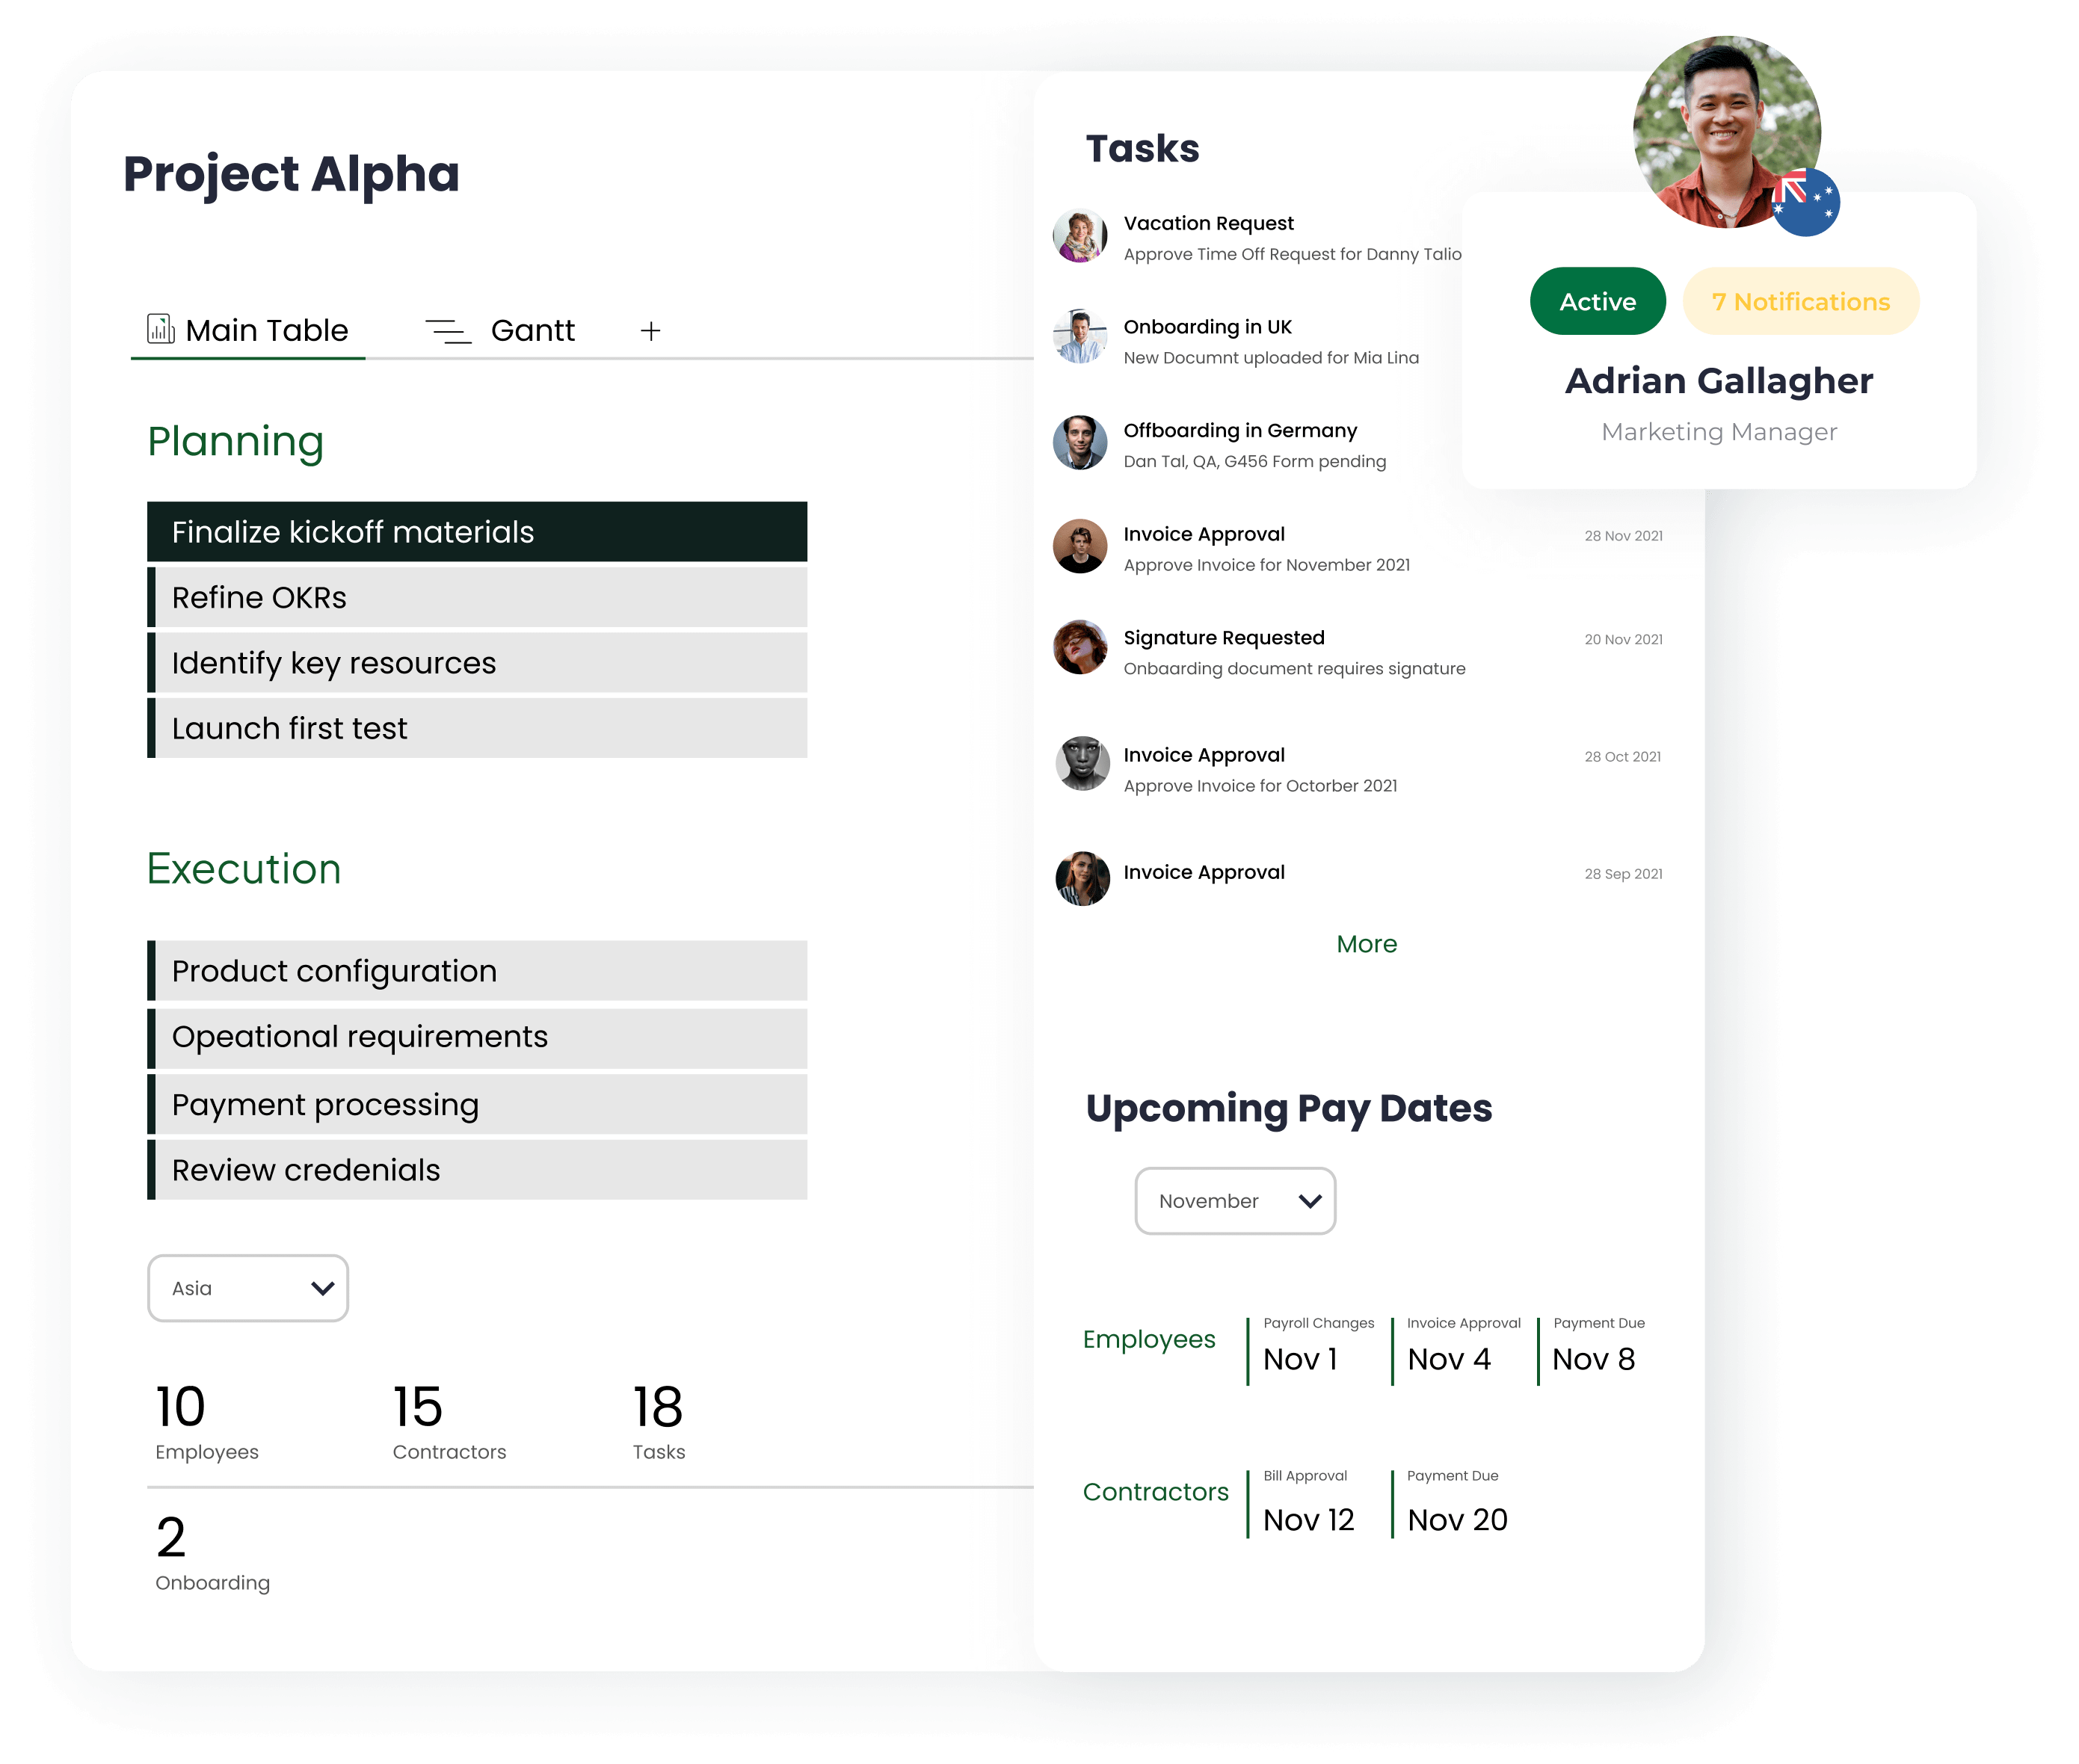 Project Alpha
Main Table
Gantt
+
Planning
Finalize kickoff materials
Refine OKRs
Identify key resources
Launch first test
Execution
Product configuration
Opeational requirements
Payment processing
Review credenials
Asia
10
Employees
15
Contractors
18
Tasks
2
Onboarding
Tasks
Vacation Request
Approve Time Off Request for Danny Talio
Onboarding in UK
New Documnt uploaded for Mia Lina
Offboarding in Germany
Dan Tal, QA, G456 Form pending
Invoice Approval
28 Nov 2021
Approve Invoice for November 2021
Signature Requested
20 Nov 2021
Onbaarding document requires signature
Invoice Approval
28 Oct 2021
Approve Invoice for Octorber 2021
Invoice Approval
28 Sep 2021
More
Active
7 Notifications
Adrian Gallagher
Marketing Manager
Upcoming Pay Dates
November
Employees
Payroll Changes
Nov 1
Invoice Approval
Nov 4
Payment Due
Nov 8
Contractors
Bill Approval
Nov 12
Payment Due
Nov 20